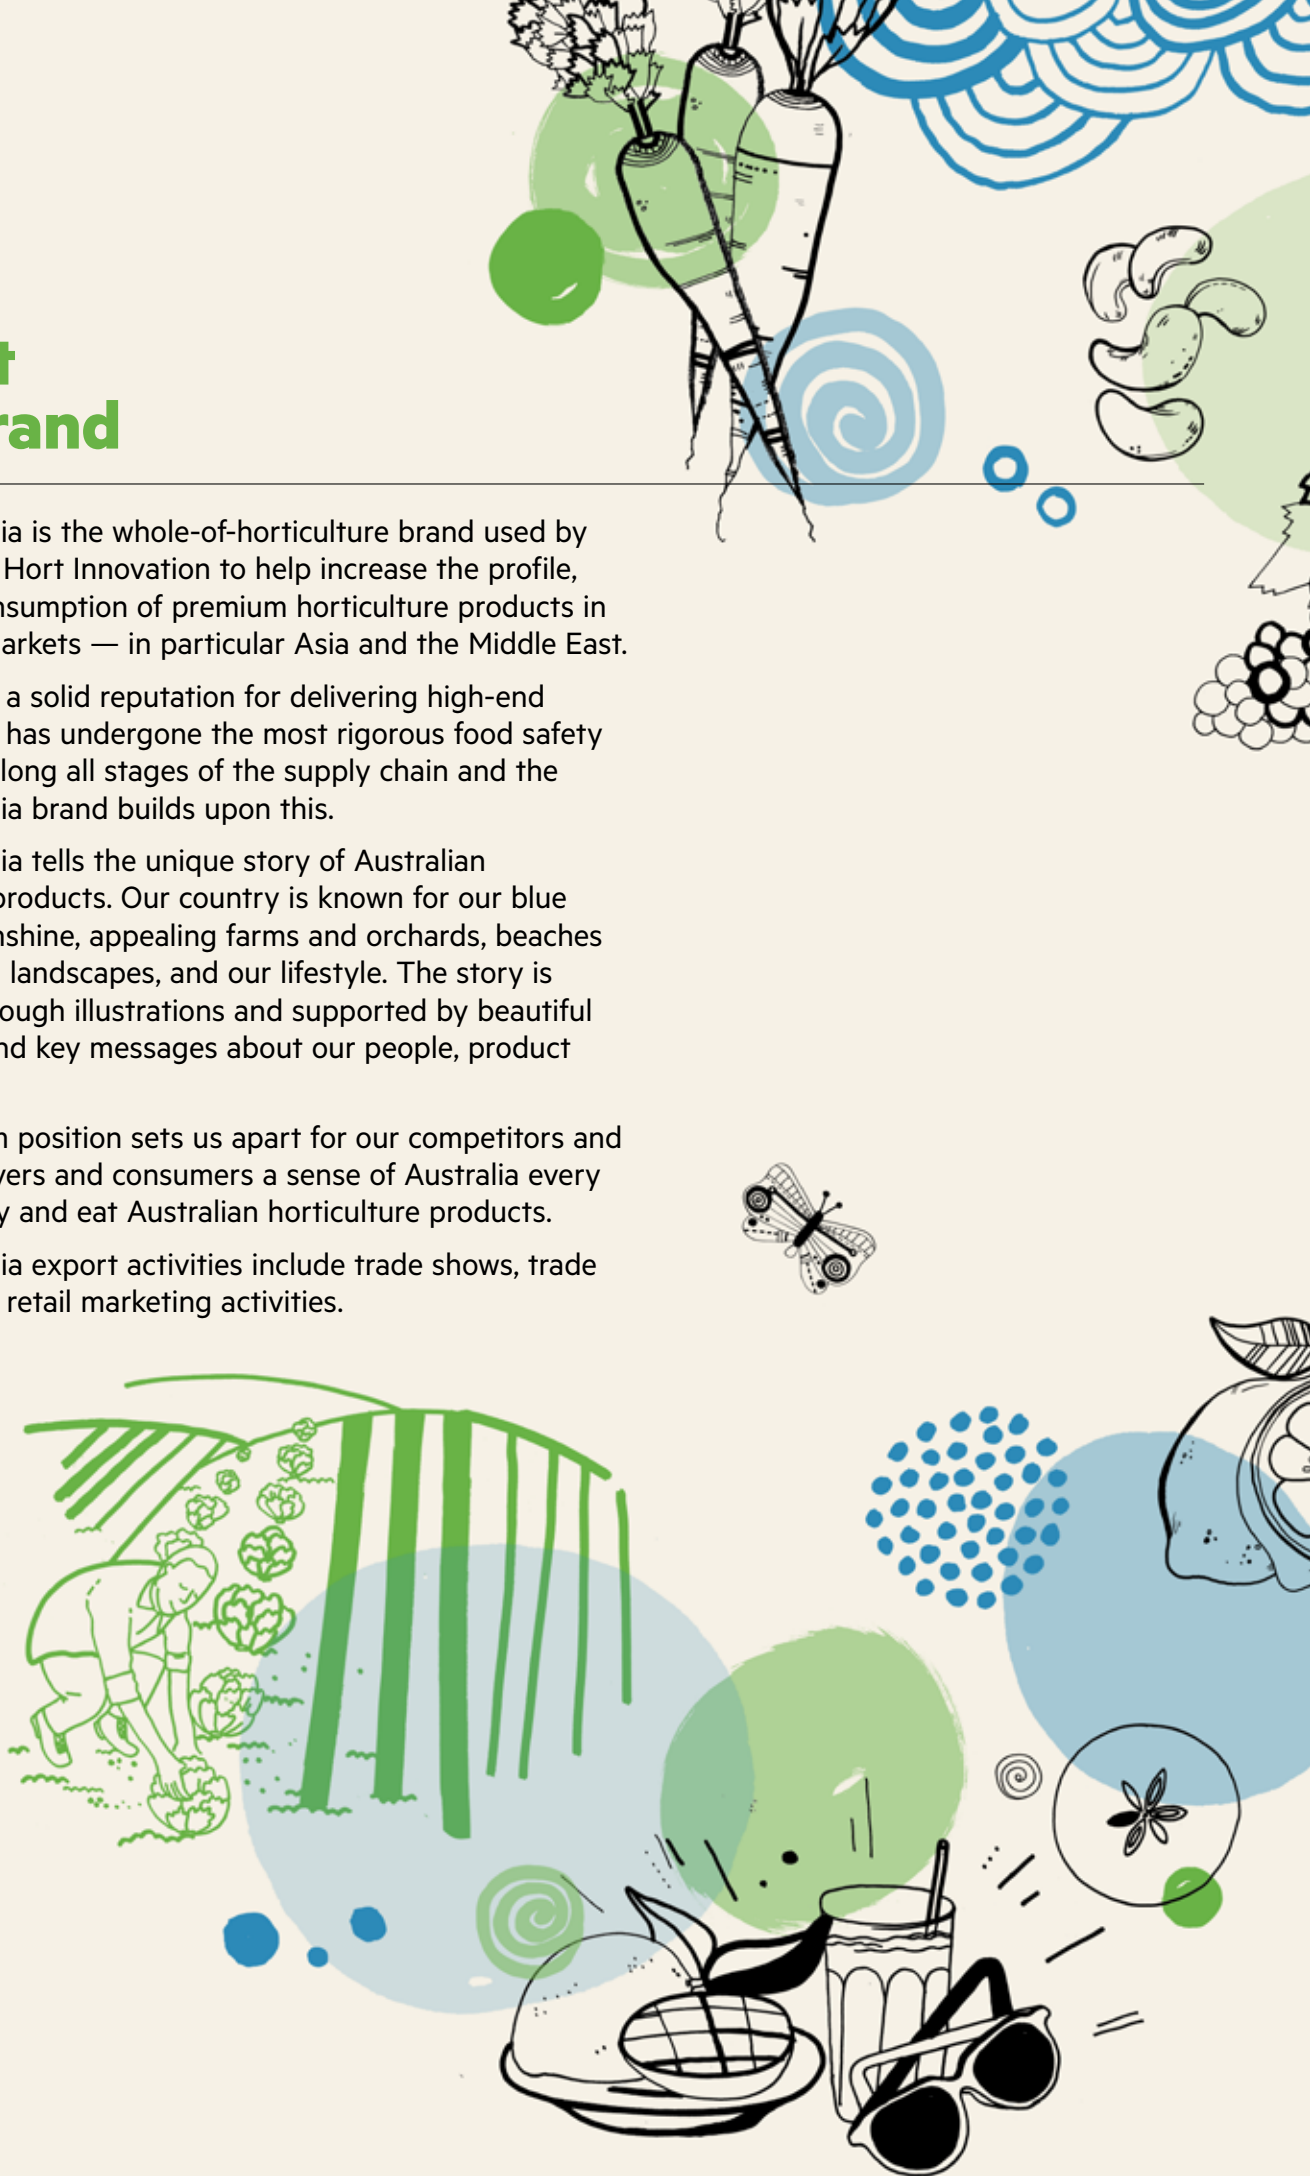 t
rand
ia is the whole-of-horticulture brand used by
Hort Innovation to help increase the profile,
nsumption of premium horticulture products in
arkets — in particular Asia and the Middle East.
a solid reputation for delivering high-end
has undergone the most rigorous food safety
long all stages of the supply chain and the
ia brand builds upon this.
ia tells the unique story of Australian
products. Our country is known for our blue
nshine, appealing farms and orchards, beaches
landscapes, and our lifestyle. The story is
ough illustrations and supported by beautiful
nd key messages about our people, product
n position sets us apart for our competitors and
yers and consumers a sense of Australia every
y and eat Australian horticulture products.
ia export activities include trade shows, trade
retail marketing activities.